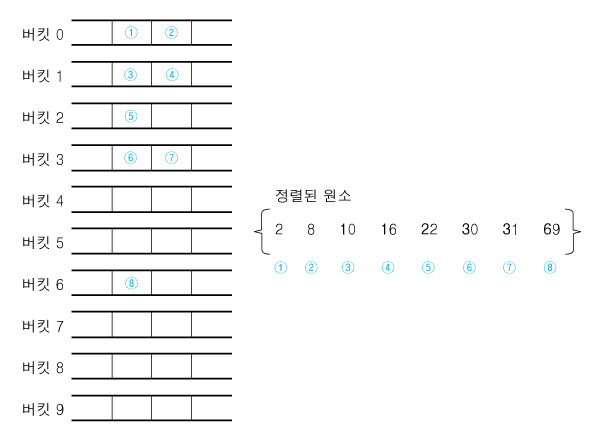 버킷 0 ① ②
버킷 1 ③ ④
버킷 2 ⑤
버킷 3 ⑥ ⑦
버킷 4
버킷 5
버킷 6 ⑧
버킷 7
버킷 8
버킷 9
정렬된 원소
{ 2 8 10 16 22 30 31 69 }
① ② ③ ④ ⑤ ⑥ ⑦ ⑧